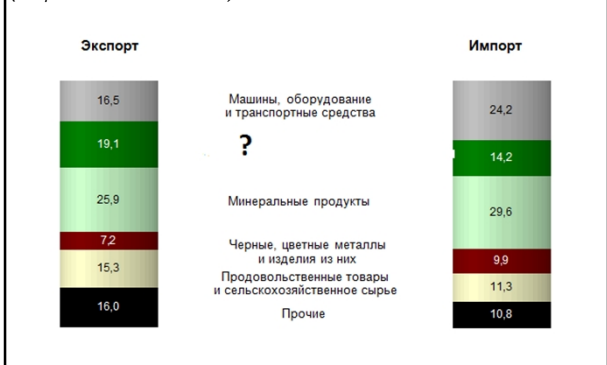 Экспорт
Импорт
16,5
Машины, оборудование
и транспортные средства
24,2
19,1
?
14,2
25,9
Минеральные продукты
29,6
7,2
Черные, цветные металлы
и изделия из них
9,9
15,3
Продовольственные товары
и сельскохозяйственное сырье
11,3
16,0
Прочие
10,8